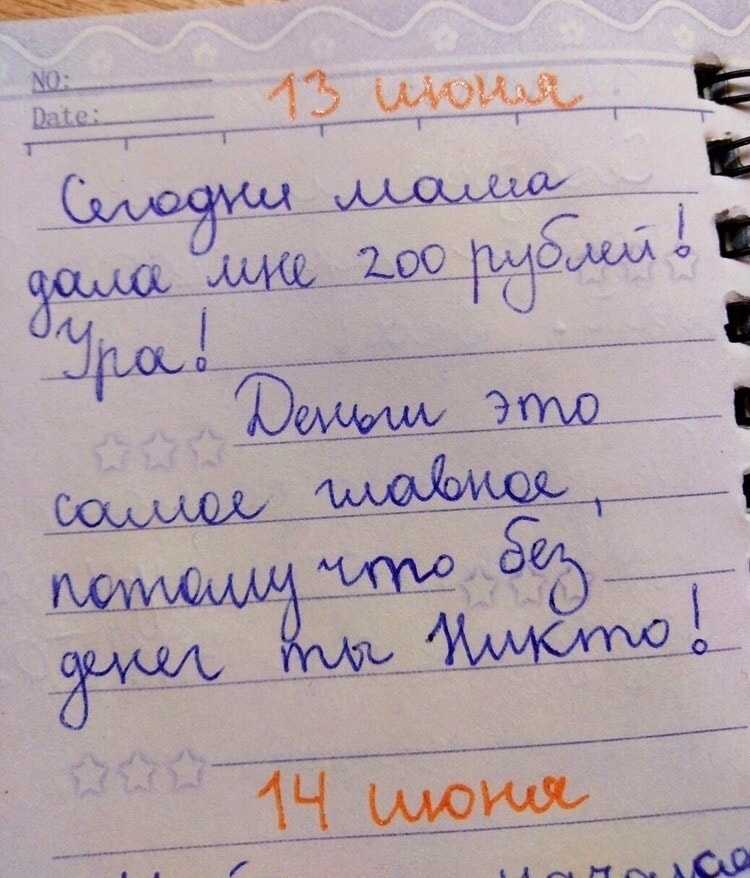 NO:
13 июня
Date:
Сегодня мама
дала мне 200 рублей!
Ура!
Деньги это
самое главное,
потому что без
денег ты Никто!
14 июня